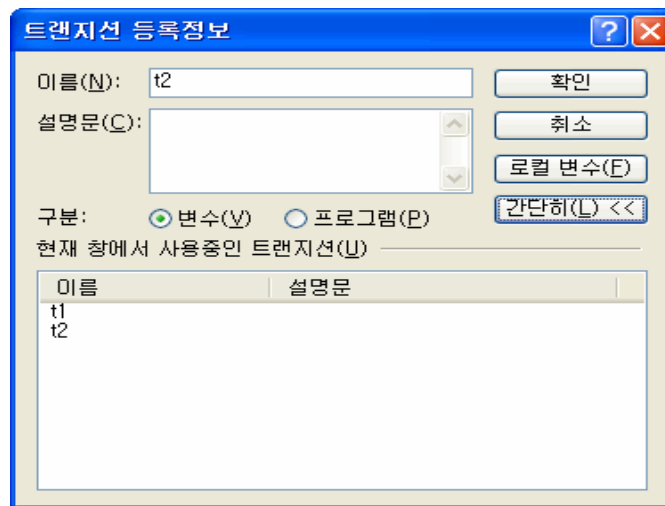 트랜지션 등록정보
이름(N): t2 확인
설명문(C): 취소
로컬 변수(F)
구분: 변수(V) 프로그램(P) 간단히(L) <<
현재 창에서 사용중인 트랜지션(U)
이름 설명문
t1
t2